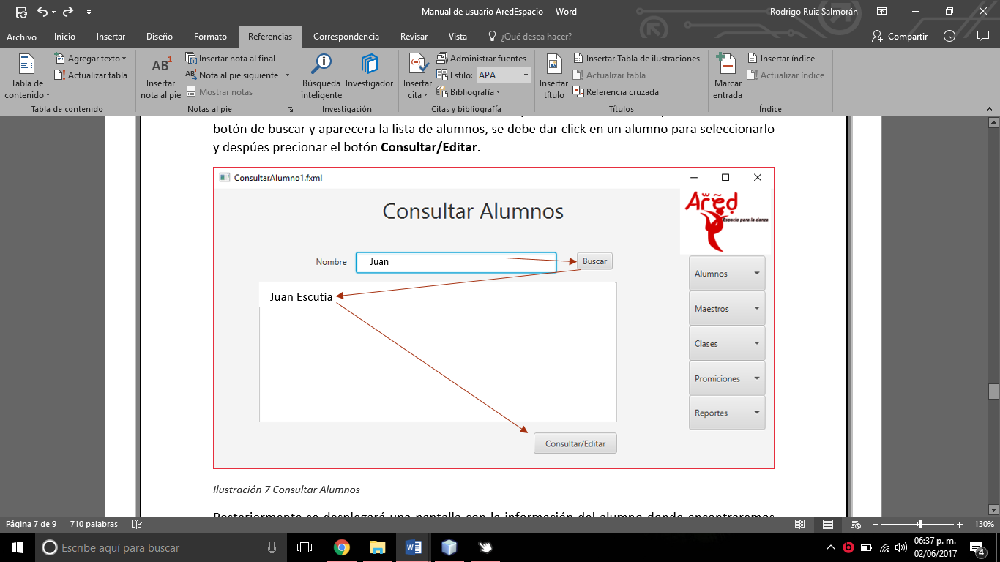 Manual de usuario AredEspacio - Word
Rodrigo Ruiz Salmorán
Archivo Inicio Insertar Diseño Formato Referencias Correspondencia Revisar Vista ¿Qué desea hacer? Compartir
Tabla de contenido
Agregar texto
Actualizar tabla
Tabla de contenido
AB1
Insertar nota al pie
Insertar nota al final
Nota al pie siguiente
Mostrar notas
Notas al pie
Búsqueda inteligente
Investigador
Investigación
Insertar cita
Administrar fuentes
Estilo: APA
Bibliografía
Citas y bibliografía
Insertar título
Insertar Tabla de ilustraciones
Actualizar tabla
Referencia cruzada
Títulos
Marcar entrada
Insertar índice
Actualizar índice
Índice
botón de buscar y aparecera la lista de alumnos, se debe dar click en un alumno para seleccionarlo
y despúes precionar el botón Consultar/Editar.
ConsultarAlumno1.fxml
Consultar Alumnos
Ared
Espacio para la danza
Nombre Juan Buscar
Juan Escutia
Alumnos
Maestros
Clases
Promiciones
Reportes
Consultar/Editar
Ilustración 7 Consultar Alumnos
Posteriormente se desplegará una pantalla con la información del alumno donde encontraremos
Página 7 de 9 710 palabras 130%
Escribe aquí para buscar
06:37 p. m.
02/06/2017
4